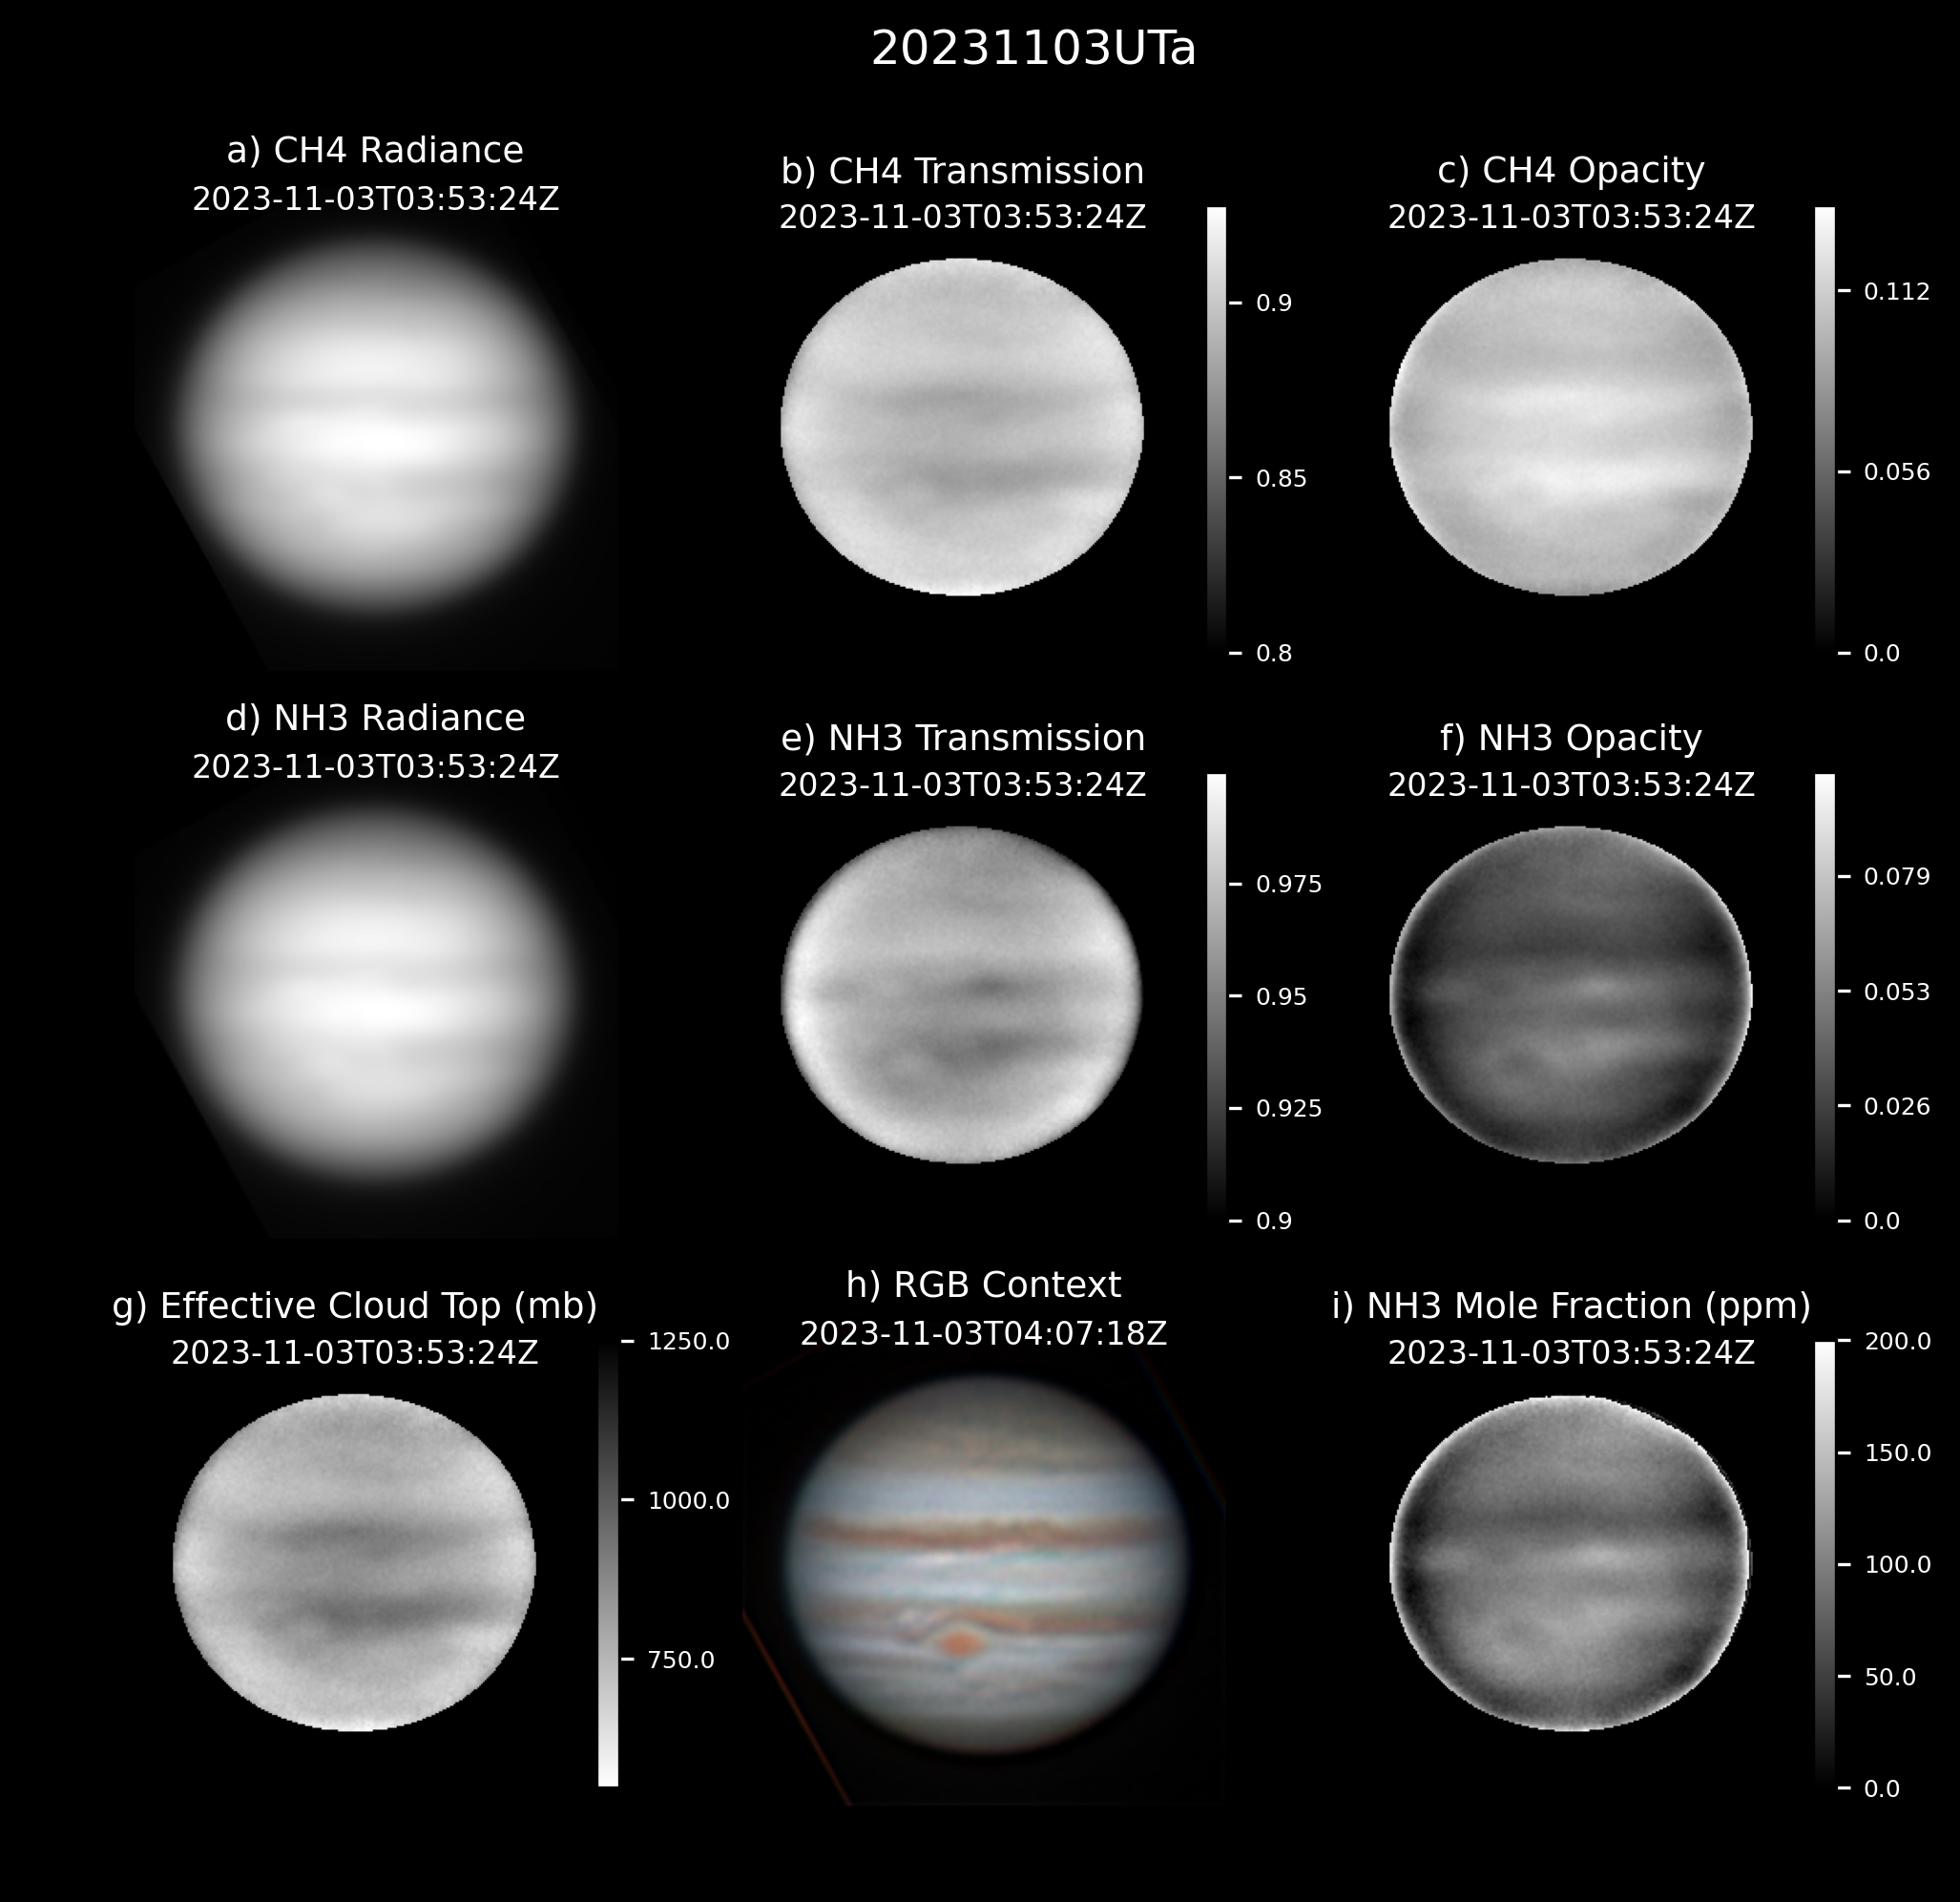 20231103UTa
a) CH4 Radiance
2023-11-03T03:53:24Z
b) CH4 Transmission
2023-11-03T03:53:24Z
0.9
0.85
0.8
c) CH4 Opacity
2023-11-03T03:53:24Z
0.112
0.056
0.0
d) NH3 Radiance
2023-11-03T03:53:24Z
e) NH3 Transmission
2023-11-03T03:53:24Z
0.975
0.95
0.925
0.9
f) NH3 Opacity
2023-11-03T03:53:24Z
0.079
0.053
0.026
0.0
g) Effective Cloud Top (mb)
2023-11-03T03:53:24Z
1250.0
1000.0
750.0
h) RGB Context
2023-11-03T04:07:18Z
i) NH3 Mole Fraction (ppm)
2023-11-03T03:53:24Z
200.0
150.0
100.0
50.0
0.0